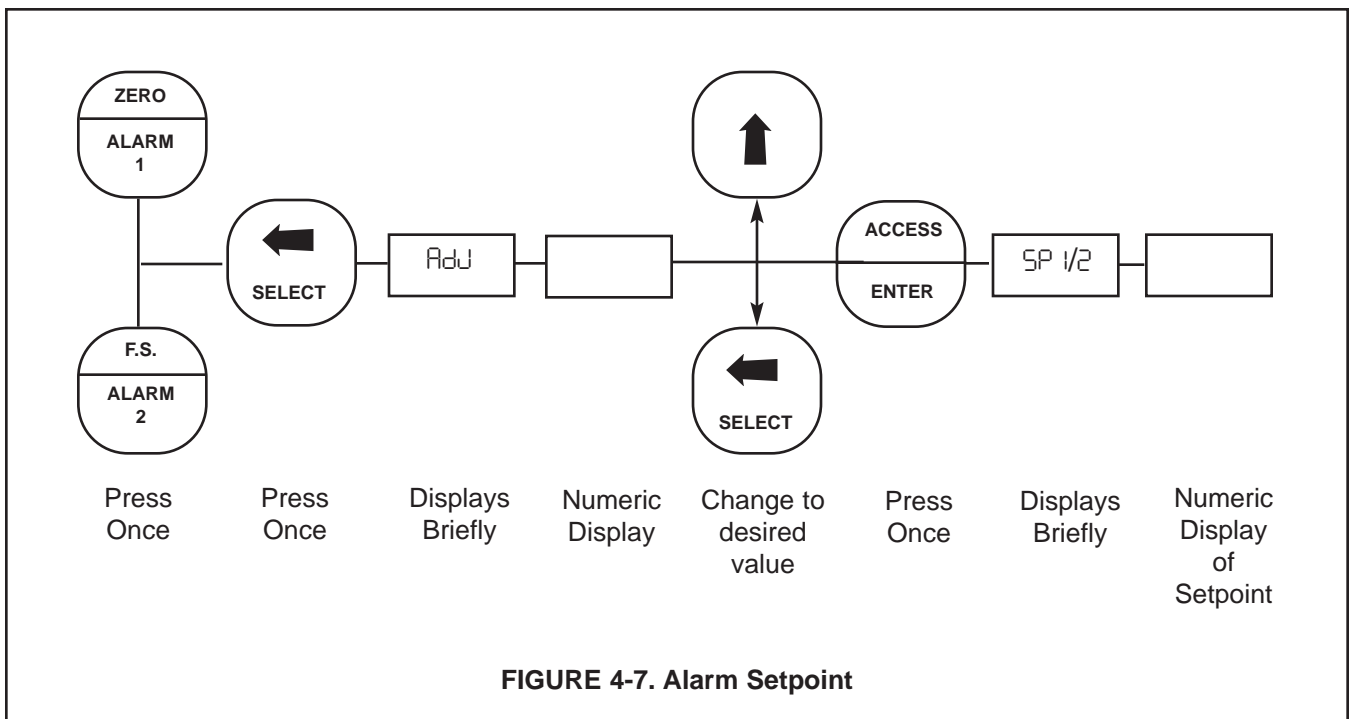 ZERO
ALARM
1
SELECT
AdJ
F.S.
ALARM
2
SELECT
ACCESS
ENTER
SP 1/2
Press
Once
Press
Once
Displays
Briefly
Numeric
Display
Change to
desired
value
Press
Once
Displays
Briefly
Numeric
Display
of
Setpoint
FIGURE 4-7. Alarm Setpoint